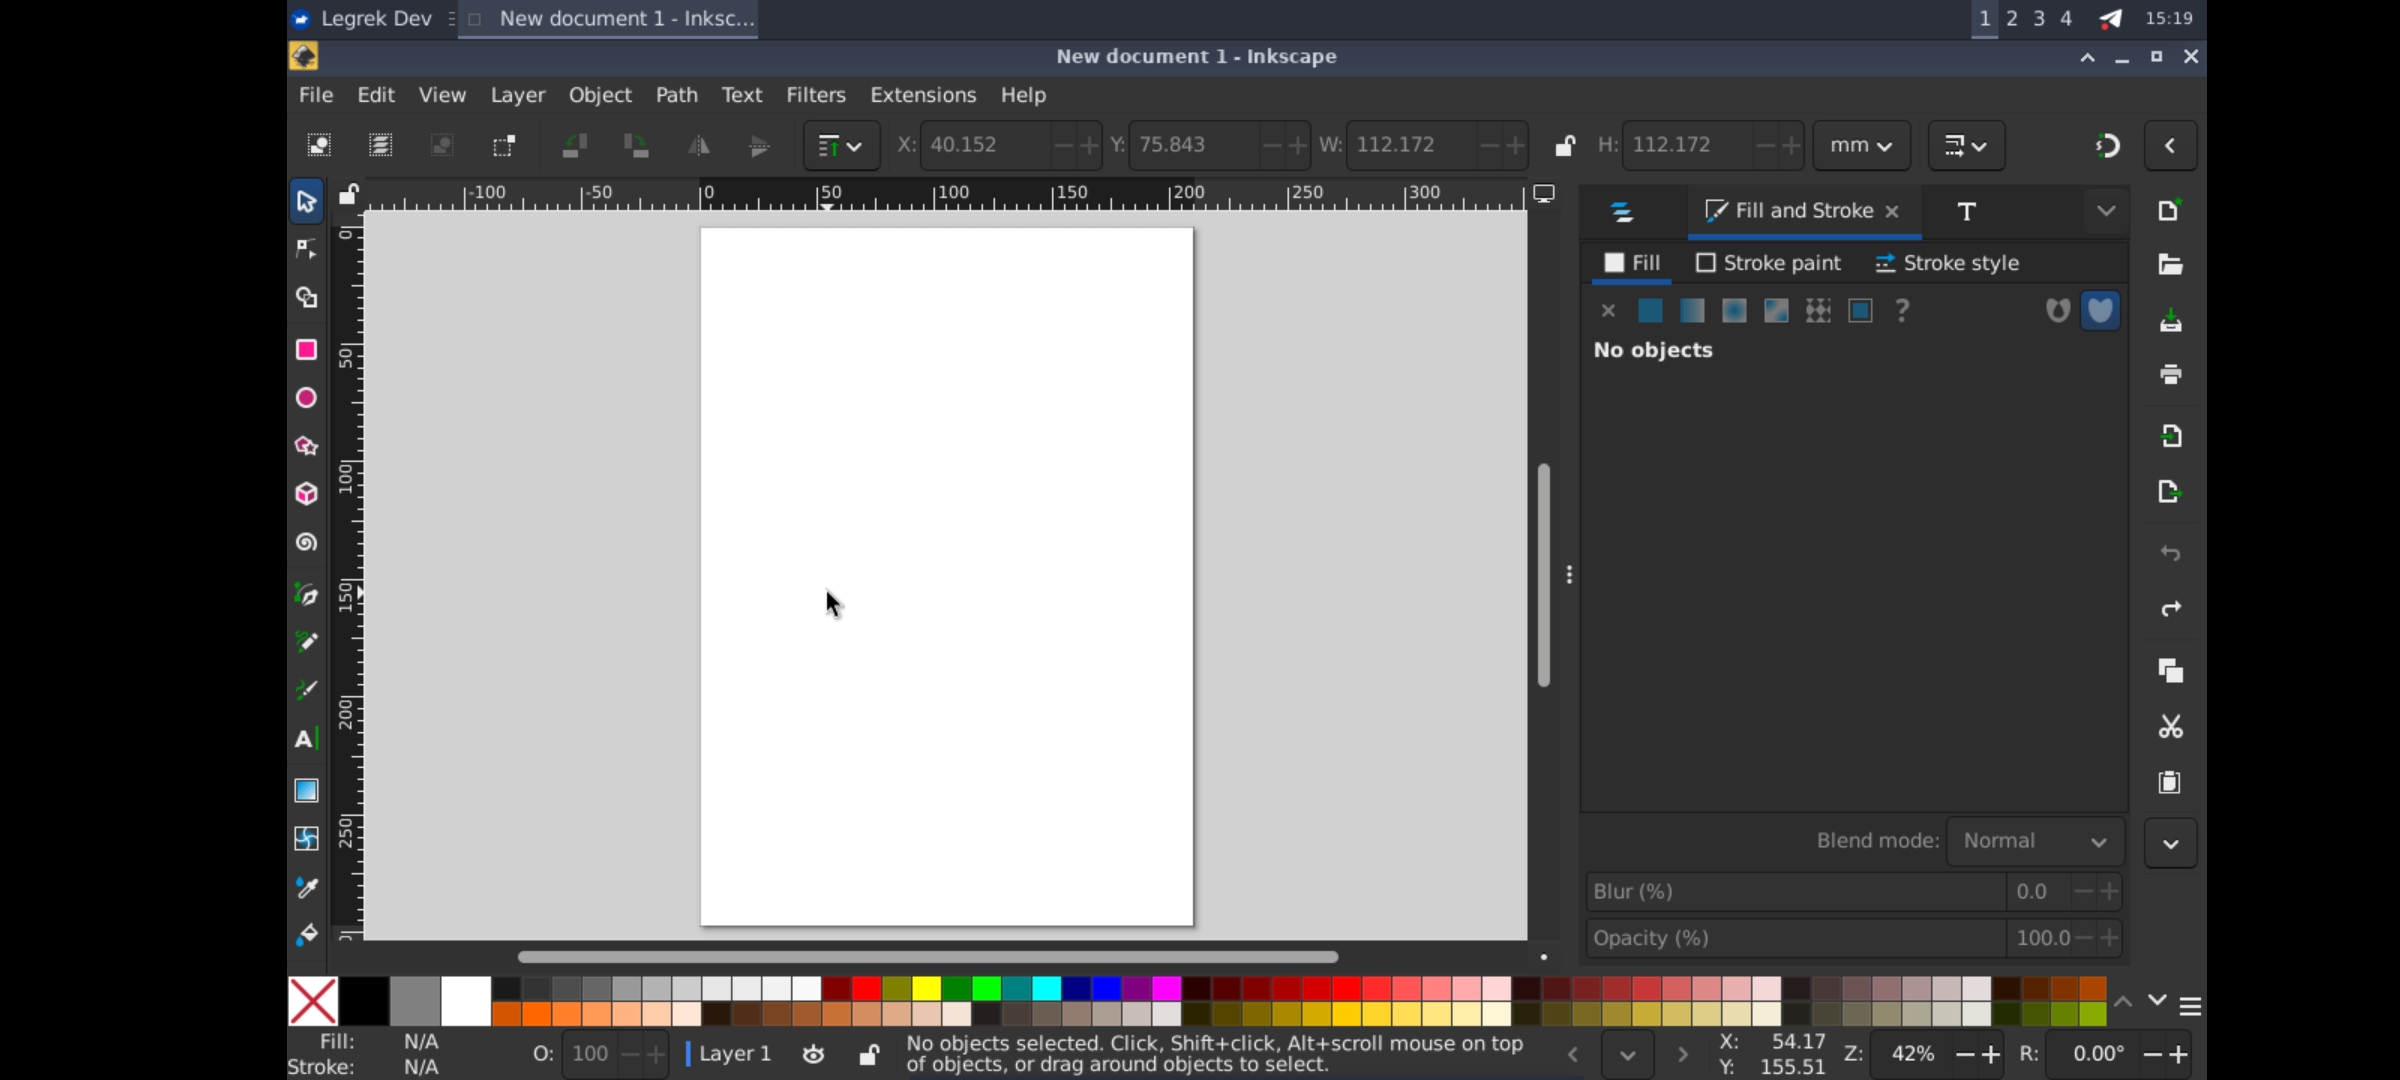 Legrek Dev
New document 1 - Inksc...
1 2 3 4
15:19
New document 1 - Inkscape
File Edit View Layer Object Path Text Filters Extensions Help
X: 40.152 Y: 75.843 W: 112.172 H: 112.172 mm
-100 -50 0 50 100 150 200 250 300
0
50
100
150
200
250
Fill and Stroke
Fill Stroke paint Stroke style
No objects
Blend mode: Normal
Blur (%) 0.0
Opacity (%) 100.0
Fill: N/A
Stroke: N/A
O: 100
Layer 1
No objects selected. Click, Shift+click, Alt+scroll mouse on top
of objects, or drag around objects to select.
X: 54.17
Y: 155.51
Z: 42%
R: 0.00°